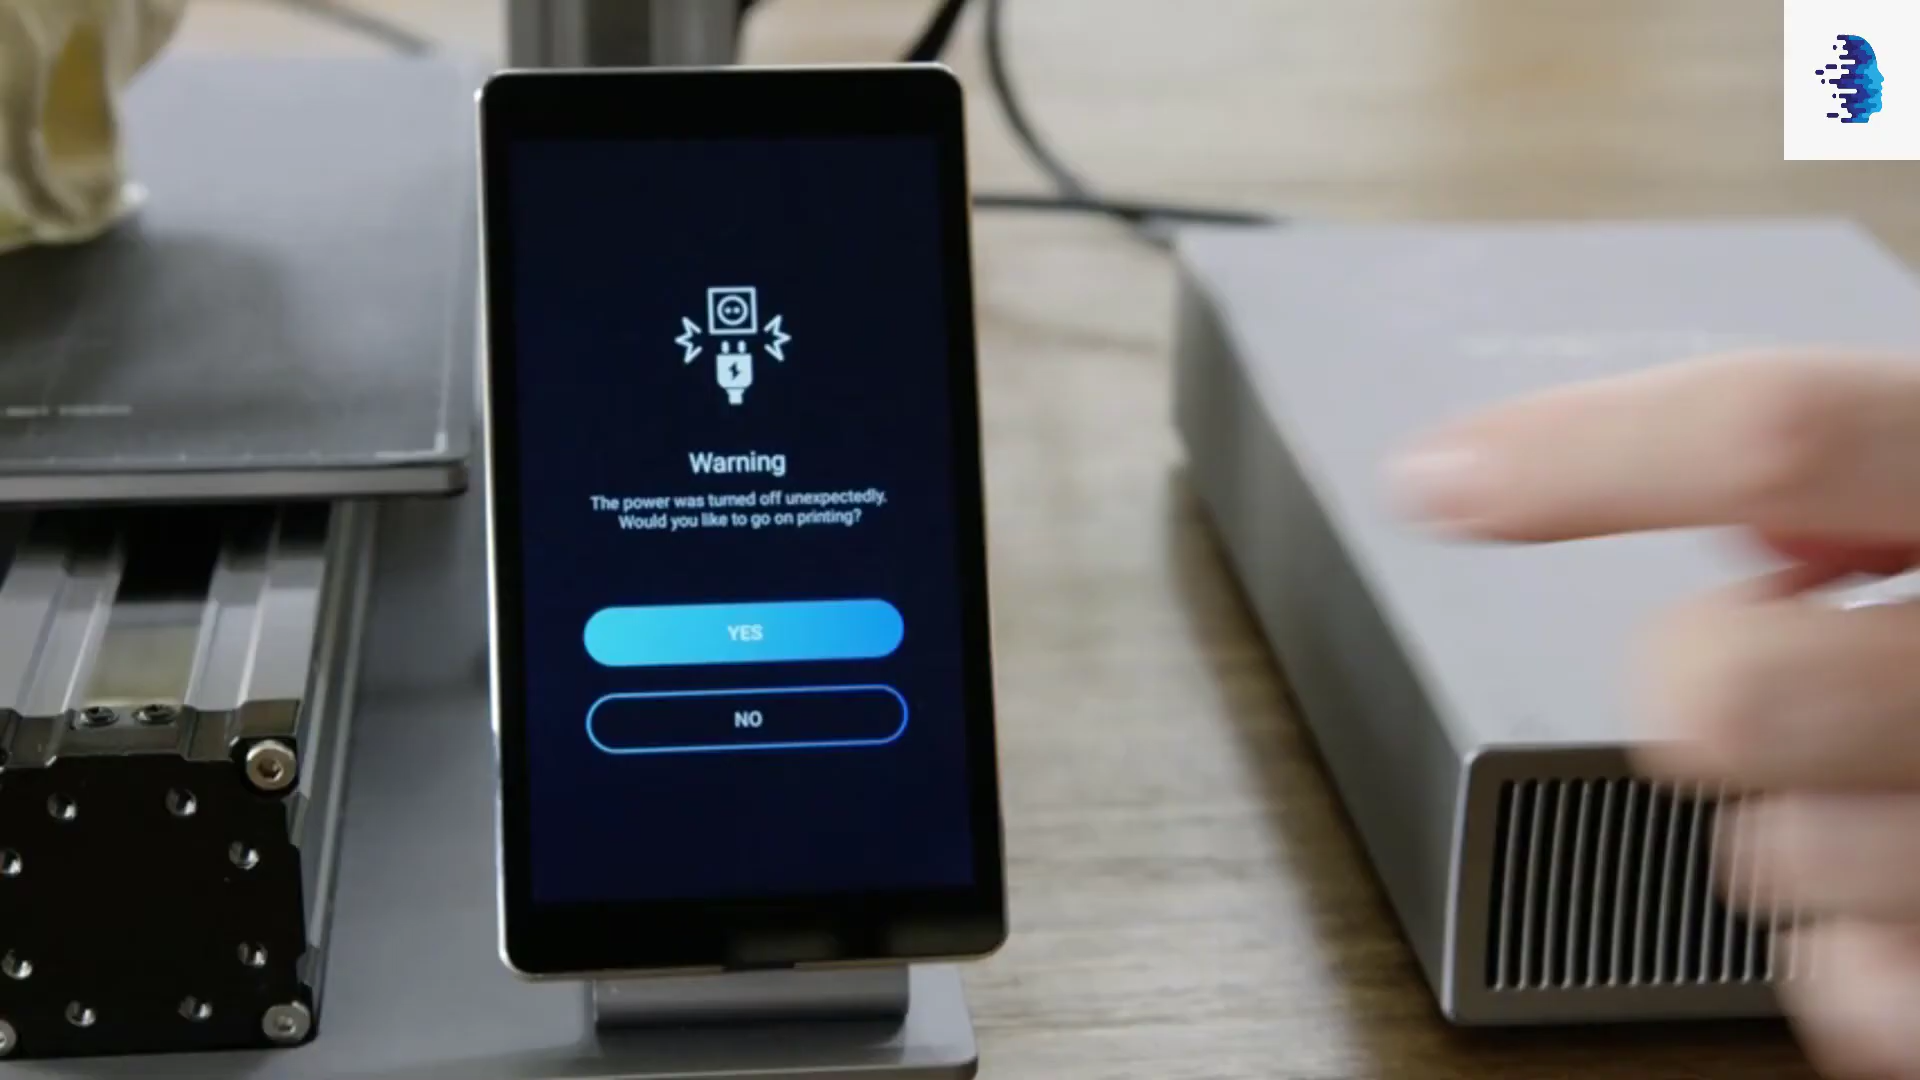 Warning
The power was turned off unexpectedly.
Would you like to go on printing?
YES
NO